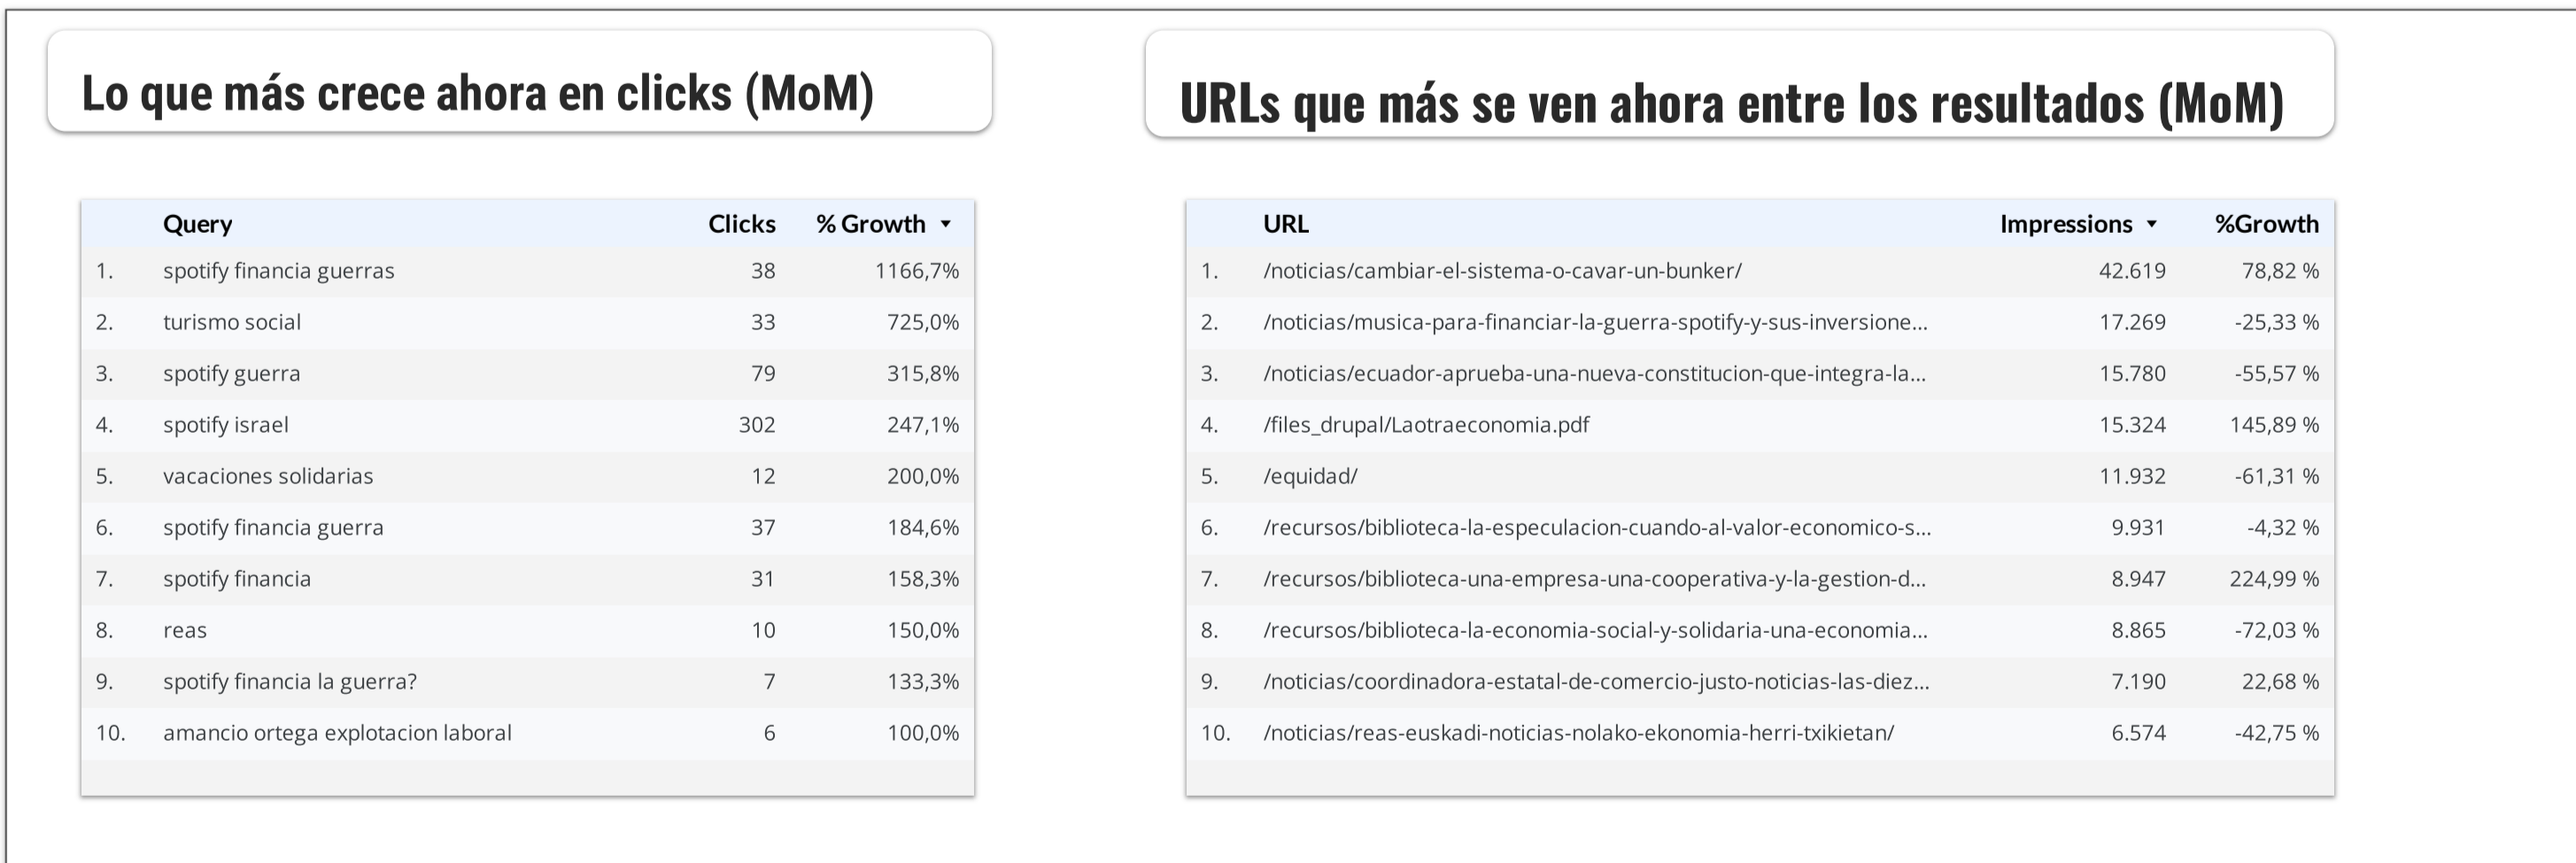 Lo que más crece ahora en clicks (MoM)
Query Clicks % Growth
1. spotify financia guerras 38 1166,7%
2. turismo social 33 725,0%
3. spotify guerra 79 315,8%
4. spotify israel 302 247,1%
5. vacaciones solidarias 12 200,0%
6. spotify financia guerra 37 184,6%
7. spotify financia 31 158,3%
8. reas 10 150,0%
9. spotify financia la guerra? 7 133,3%
10. amancio ortega explotacion laboral 6 100,0%
URLs que más se ven ahora entre los resultados (MoM)
URL Impressions %Growth
1. /noticias/cambiar-el-sistema-o-cavar-un-bunker/ 42.619 78,82 %
2. /noticias/musica-para-financiar-la-guerra-spotify-y-sus-inversione... 17.269 -25,33 %
3. /noticias/ecuador-aprueba-una-nueva-constitucion-que-integra-la... 15.780 -55,57 %
4. /files_drupal/Laotraeconomia.pdf 15.324 145,89 %
5. /equidad/ 11.932 -61,31 %
6. /recursos/biblioteca-la-especulacion-cuando-al-valor-economico-s... 9.931 -4,32 %
7. /recursos/biblioteca-una-empresa-una-cooperativa-y-la-gestion-d... 8.947 224,99 %
8. /recursos/biblioteca-la-economia-social-y-solidaria-una-economia... 8.865 -72,03 %
9. /noticias/coordinadora-estatal-de-comercio-justo-noticias-las-diez... 7.190 22,68 %
10. /noticias/reas-euskadi-noticias-nolako-ekonomia-herri-txikietan/ 6.574 -42,75 %